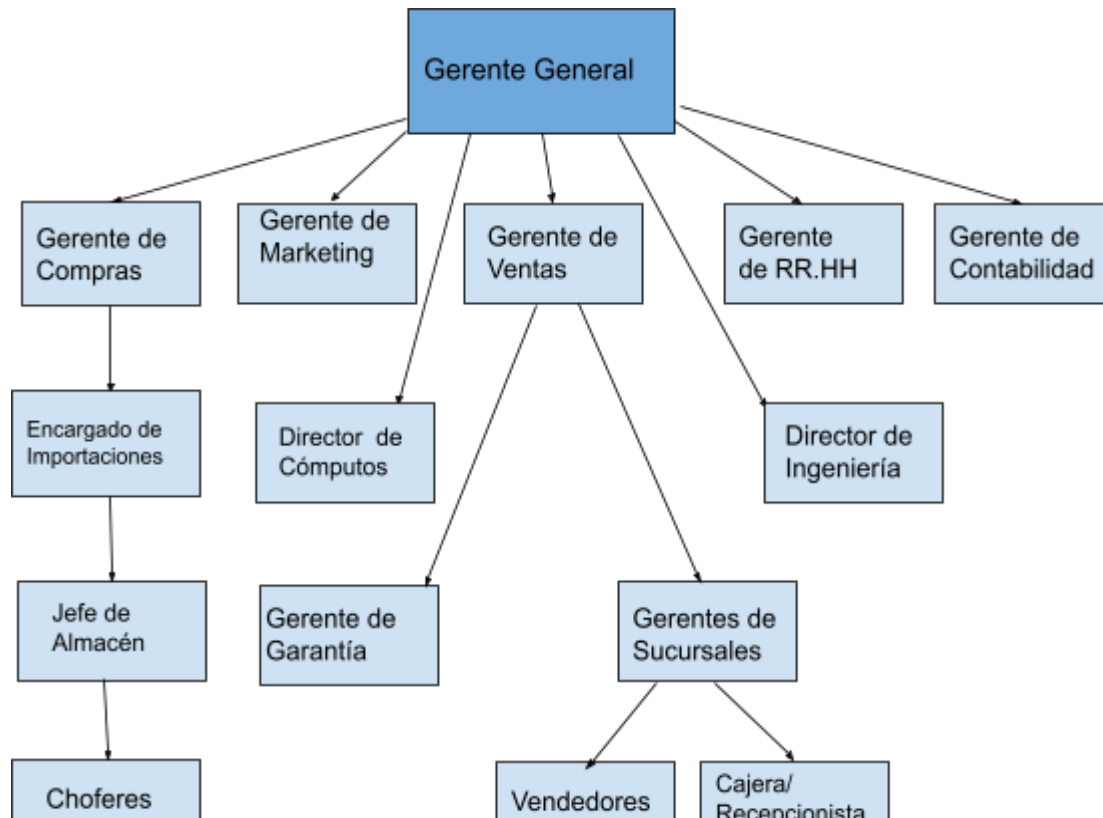 Gerente General
Gerente de
Compras
Gerente de
Marketing
Gerente de
Ventas
Gerente
de RR.HH
Gerente de
Contabilidad
Encargado de
Importaciones
Director  de
Cómputos
Director de
Ingeniería
Jefe de
Almacén
Gerente de
Garantía
Gerentes de
Sucursales
Choferes
Vendedores
Cajera/
Recepcionista